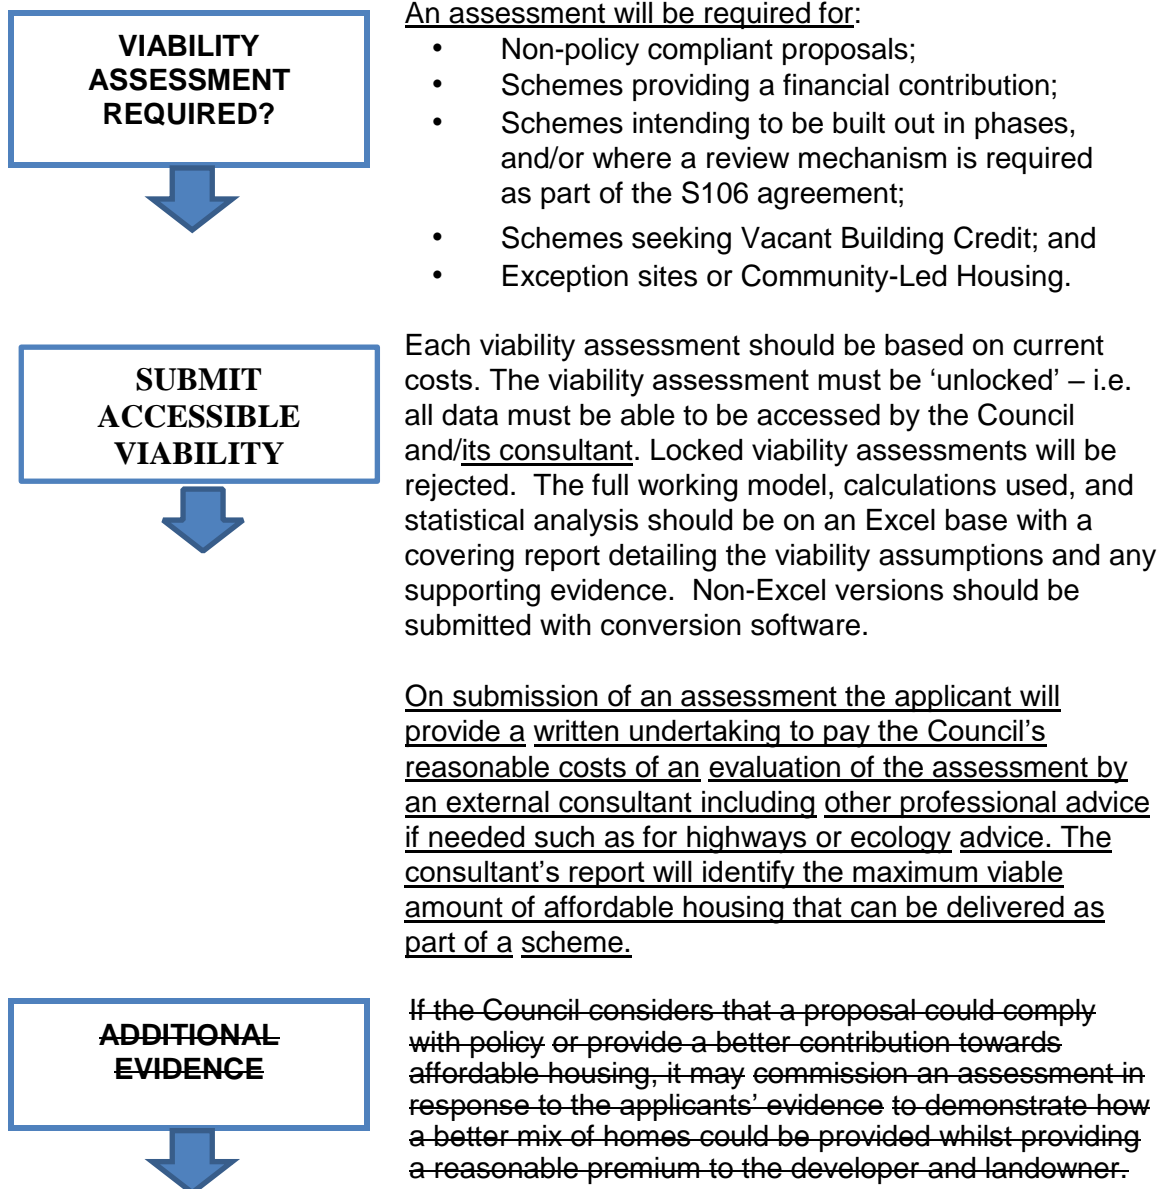 VIABILITY
ASSESSMENT
REQUIRED?
An assessment will be required for:
• Non-policy compliant proposals;
• Schemes providing a financial contribution;
• Schemes intending to be built out in phases,
and/or where a review mechanism is required
as part of the S106 agreement;
• Schemes seeking Vacant Building Credit; and
• Exception sites or Community-Led Housing.
SUBMIT
ACCESSIBLE
VIABILITY
Each viability assessment should be based on current
costs. The viability assessment must be ‘unlocked’ – i.e.
all data must be able to be accessed by the Council
and/its consultant. Locked viability assessments will be
rejected. The full working model, calculations used, and
statistical analysis should be on an Excel base with a
covering report detailing the viability assumptions and any
supporting evidence. Non-Excel versions should be
submitted with conversion software.
On submission of an assessment the applicant will
provide a written undertaking to pay the Council’s
reasonable costs of an evaluation of the assessment by
an external consultant including other professional advice
if needed such as for highways or ecology advice. The
consultant’s report will identify the maximum viable
amount of affordable housing that can be delivered as
part of a scheme.
ADDITIONAL
EVIDENCE
If the Council considers that a proposal could comply
with policy or provide a better contribution towards
affordable housing, it may commission an assessment in
response to the applicants’ evidence to demonstrate how
a better mix of homes could be provided whilst providing
a reasonable premium to the developer and landowner.